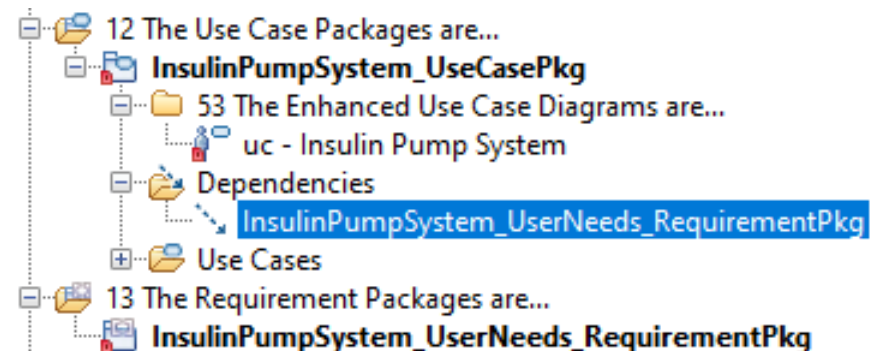 12 The Use Case Packages are...
InsulinPumpSystem_UseCasePkg
53 The Enhanced Use Case Diagrams are...
uc - Insulin Pump System
Dependencies
InsulinPumpSystem_UserNeeds_RequirementPkg
Use Cases
13 The Requirement Packages are...
InsulinPumpSystem_UserNeeds_RequirementPkg